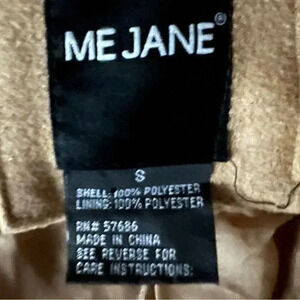 ME JANE®
S
SHELL: 100% POLYESTER
LINING: 100% POLYESTER
RN# 57686
MADE IN CHINA
SEE REVERSE FOR
CARE INSTRUCTIONS: